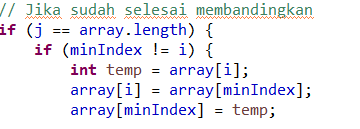 // Jika sudah selesai membandingkan
if (j == array.length) {
if (minIndex != i) {
int temp = array[i];
array[i] = array[minIndex];
array[minIndex] = temp;